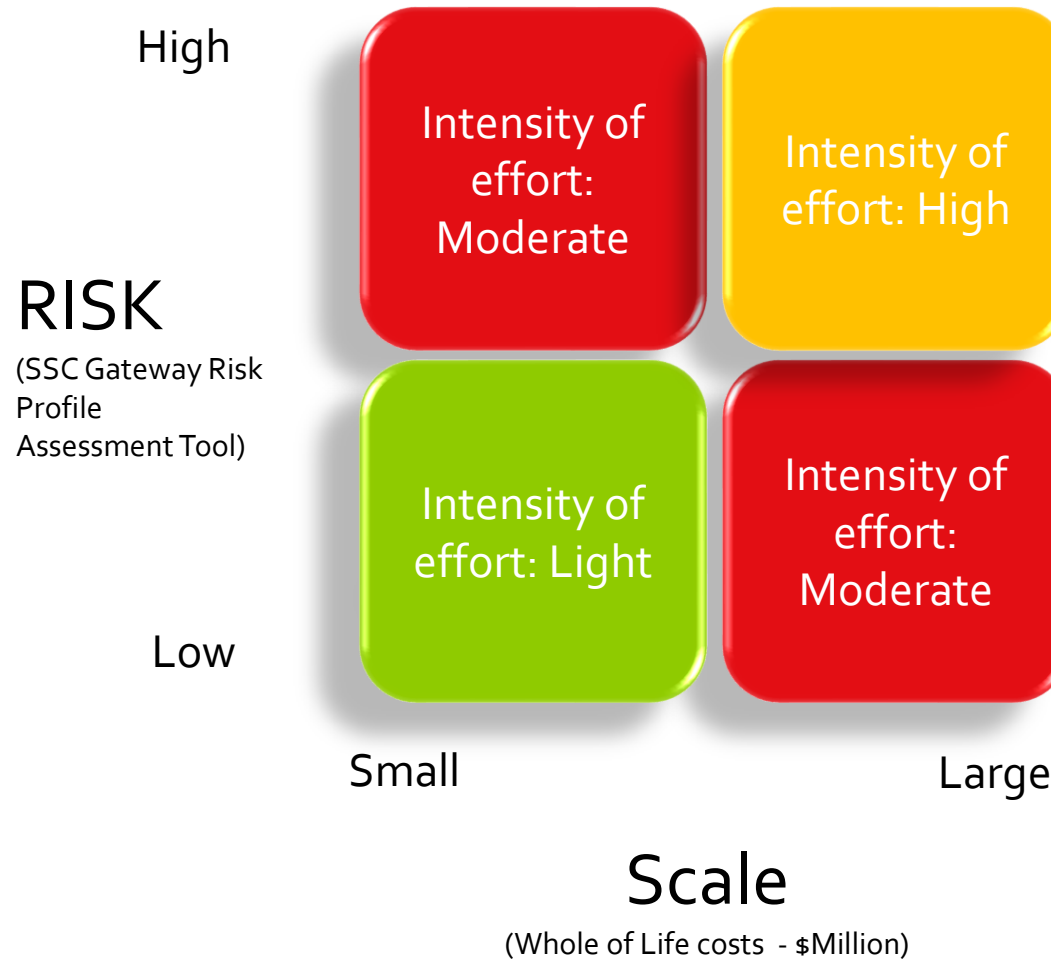 High
Intensity of
effort:
Moderate
Intensity of
effort: High
RISK
(SSC Gateway Risk
Profile
Assessment Tool)
Intensity of
effort: Light
Intensity of
effort:
Moderate
Low
Small
Large
Scale
(Whole of Life costs  - $Million)